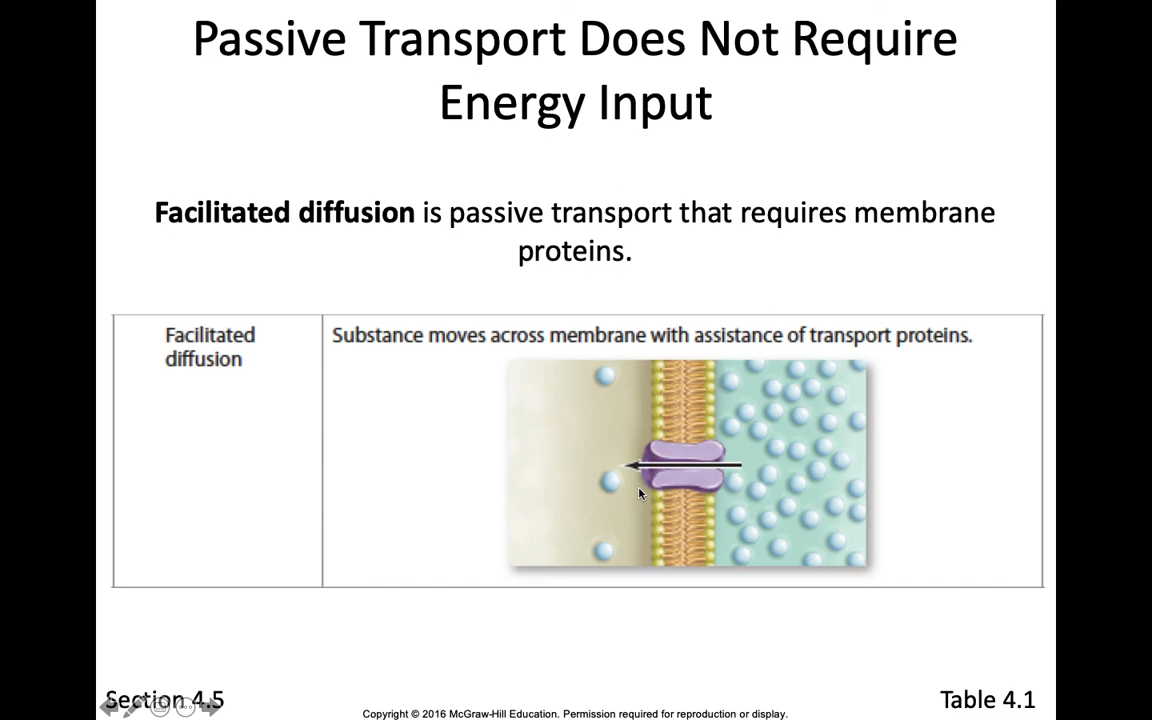 Passive Transport Does Not Require
Energy Input
Facilitated diffusion is passive transport that requires membrane
proteins.
Facilitated
diffusion
Substance moves across membrane with assistance of transport proteins.
Section 4.5
Table 4.1
Copyright © 2016 McGraw-Hill Education. Permission required for reproduction or display.